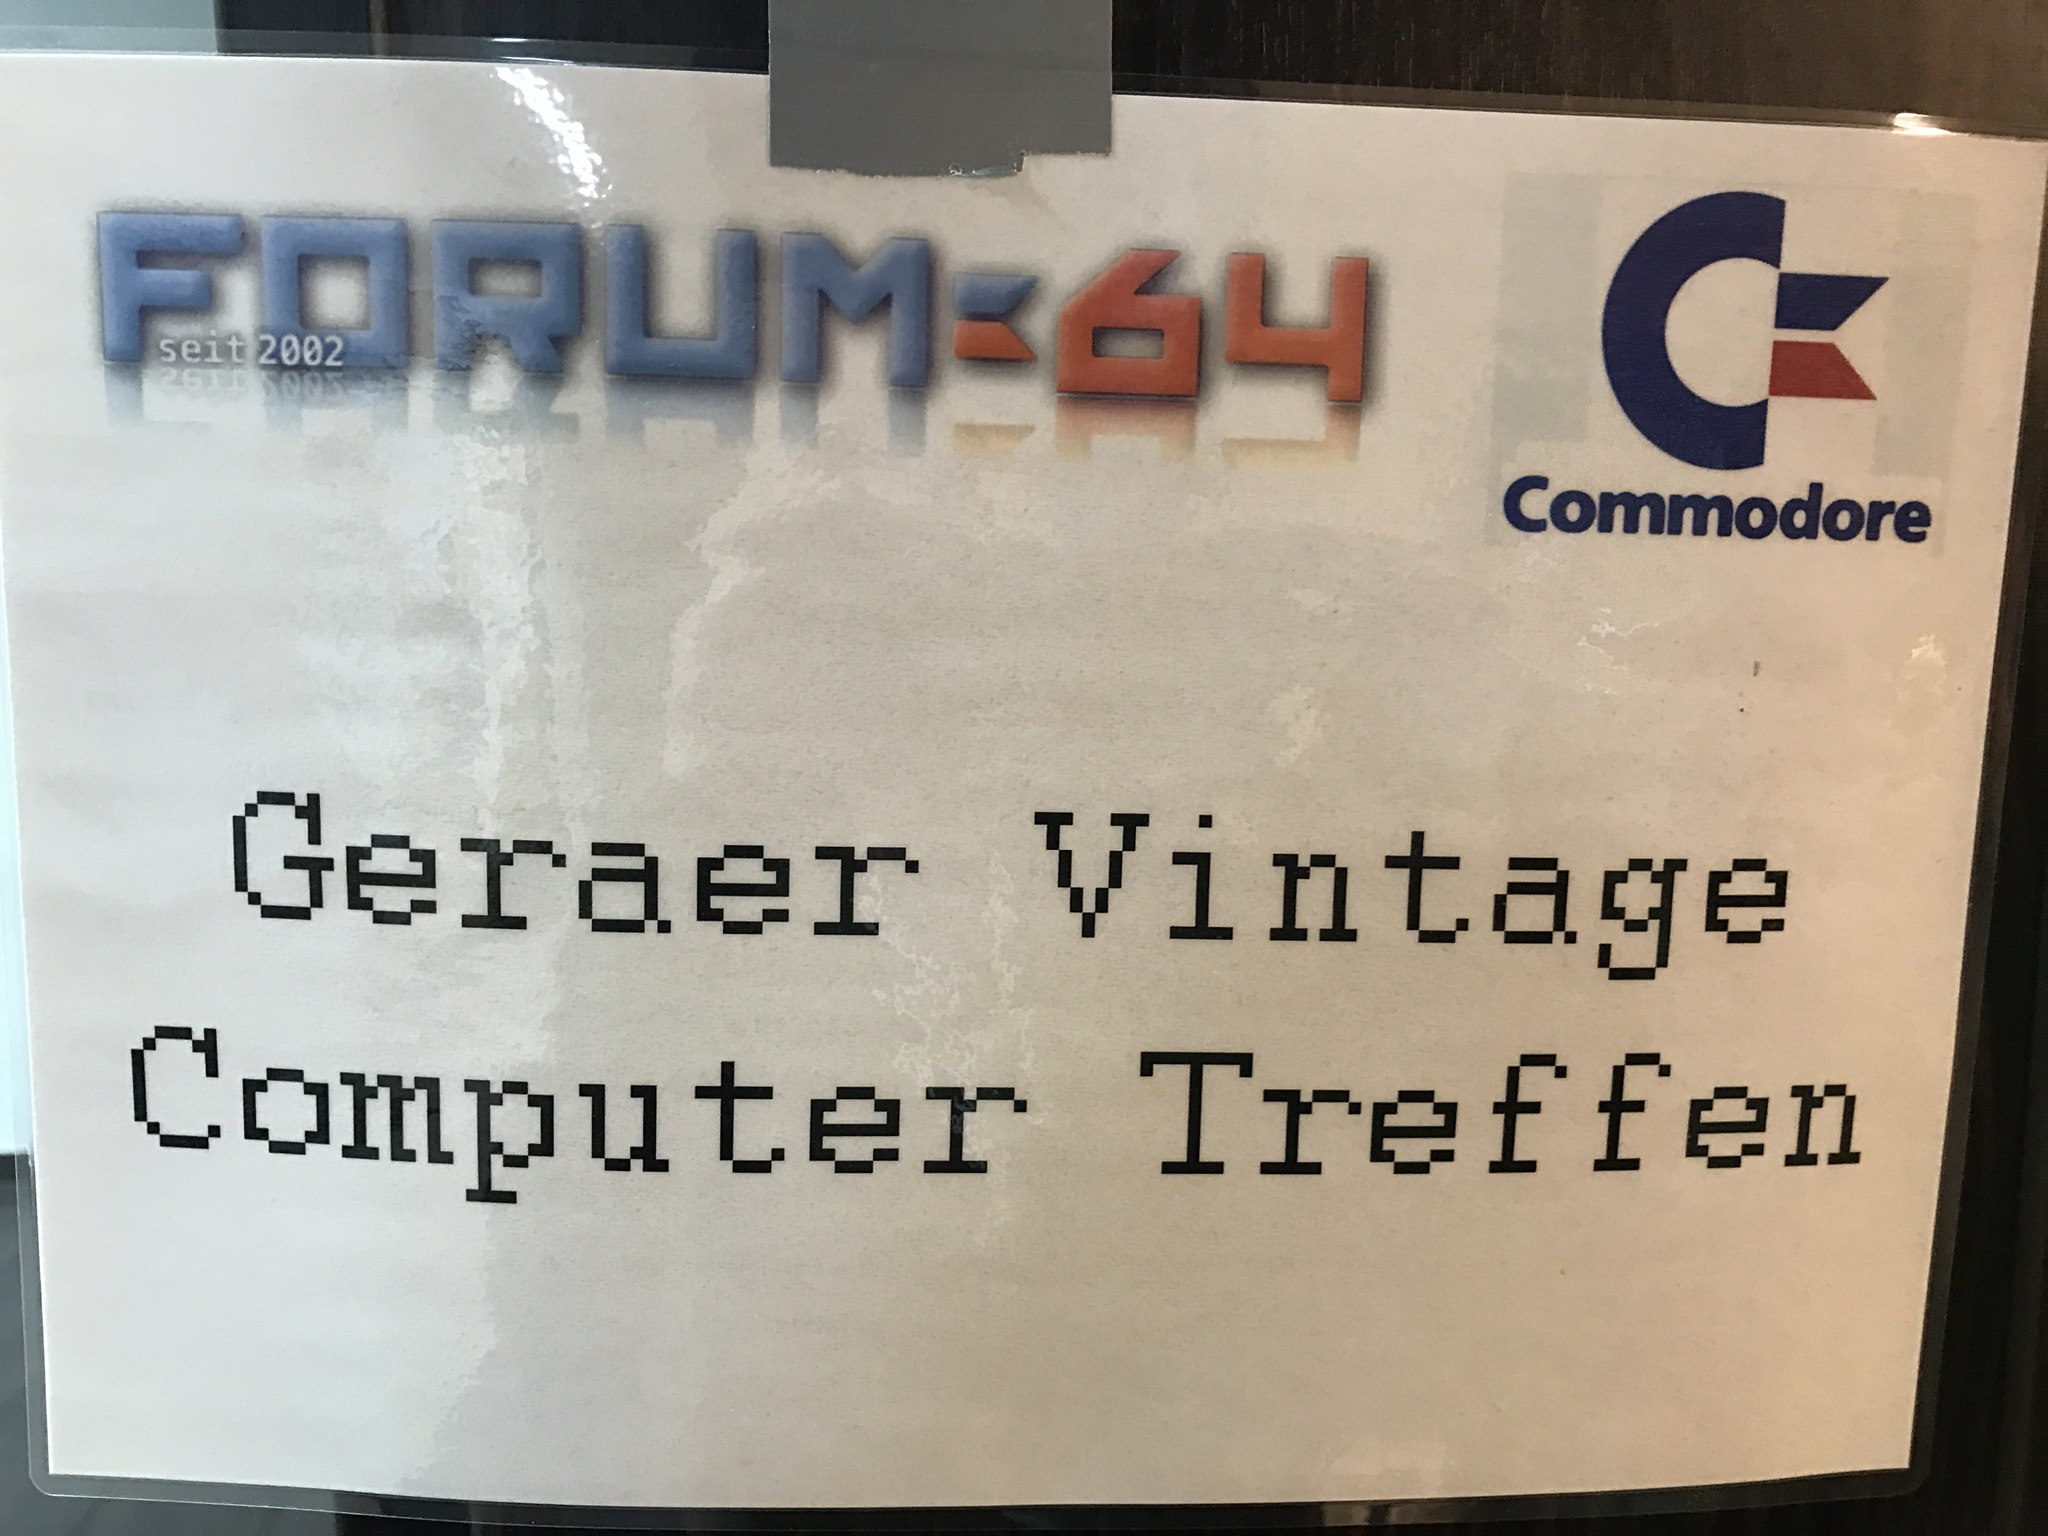 FORUM:64
seit 2002
Commodore
Geraer Vintage
Computer Treffen